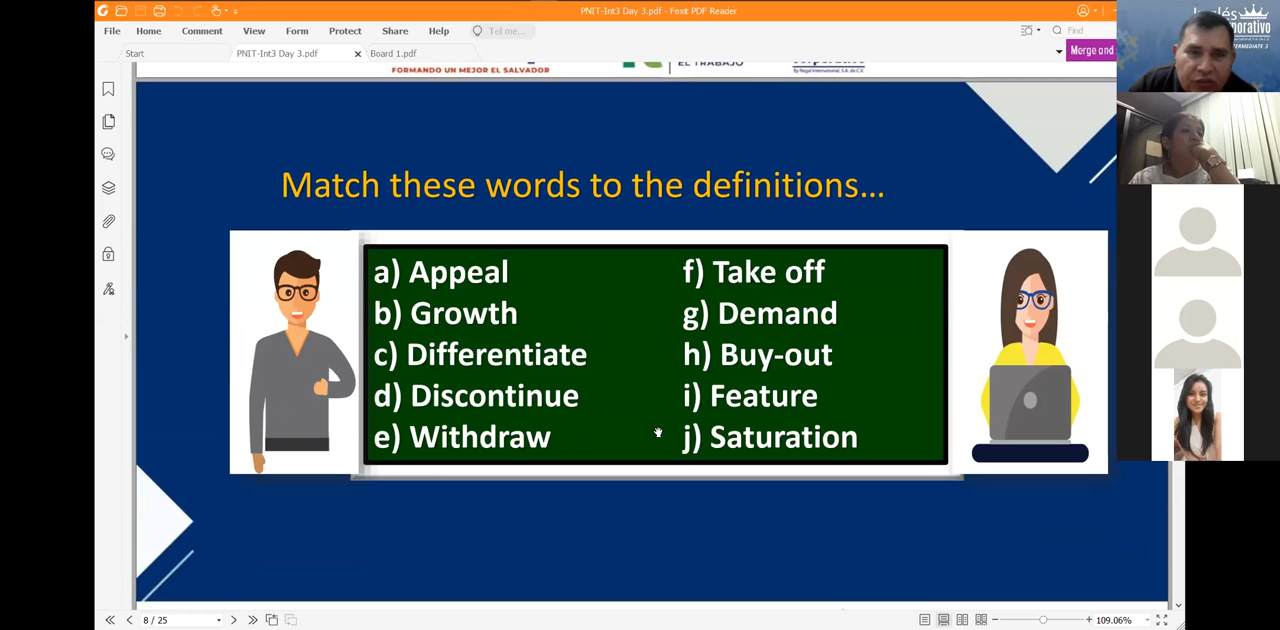 PNIT-Int3 Day 3.pdf - Foxit PDF Reader
File Home Comment View Form Protect Share Help Tell me... Find
Start PNIT-Int3 Day 3.pdf Board 1.pdf Merge and
FORMANDO UN MEJOR EL SALVADOR
EL TRABAJO
Match these words to the definitions...
a) Appeal
b) Growth
c) Differentiate
d) Discontinue
e) Withdraw
f) Take off
g) Demand
h) Buy-out
i) Feature
j) Saturation
8 / 25
109.06%